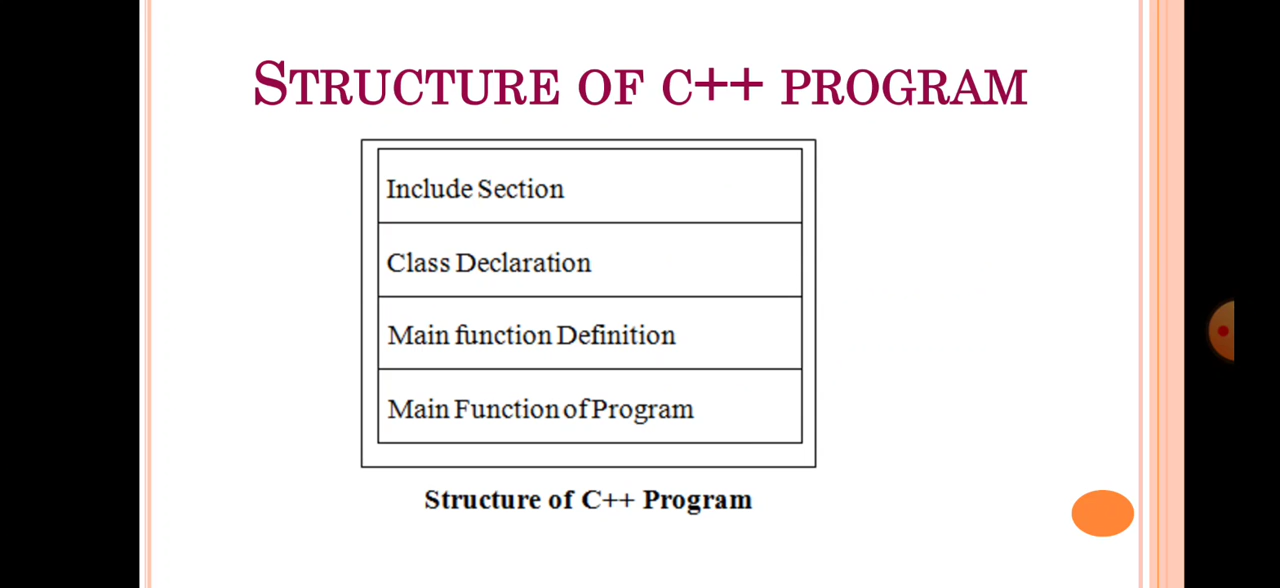 STRUCTURE OF C++ PROGRAM
Include Section
Class Declaration
Main function Definition
Main Function of Program
Structure of C++ Program